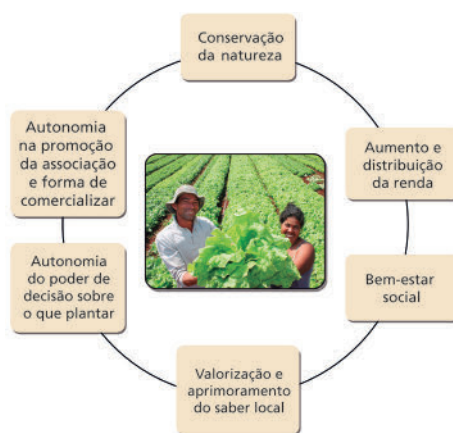 Conservação
da natureza
Aumento e
distribuição
da renda
Bem-estar
social
Valorização e
aprimoramento
do saber local
Autonomia
do poder de
decisão sobre
o que plantar
Autonomia
na promoção
da associação
e forma de
comercializar